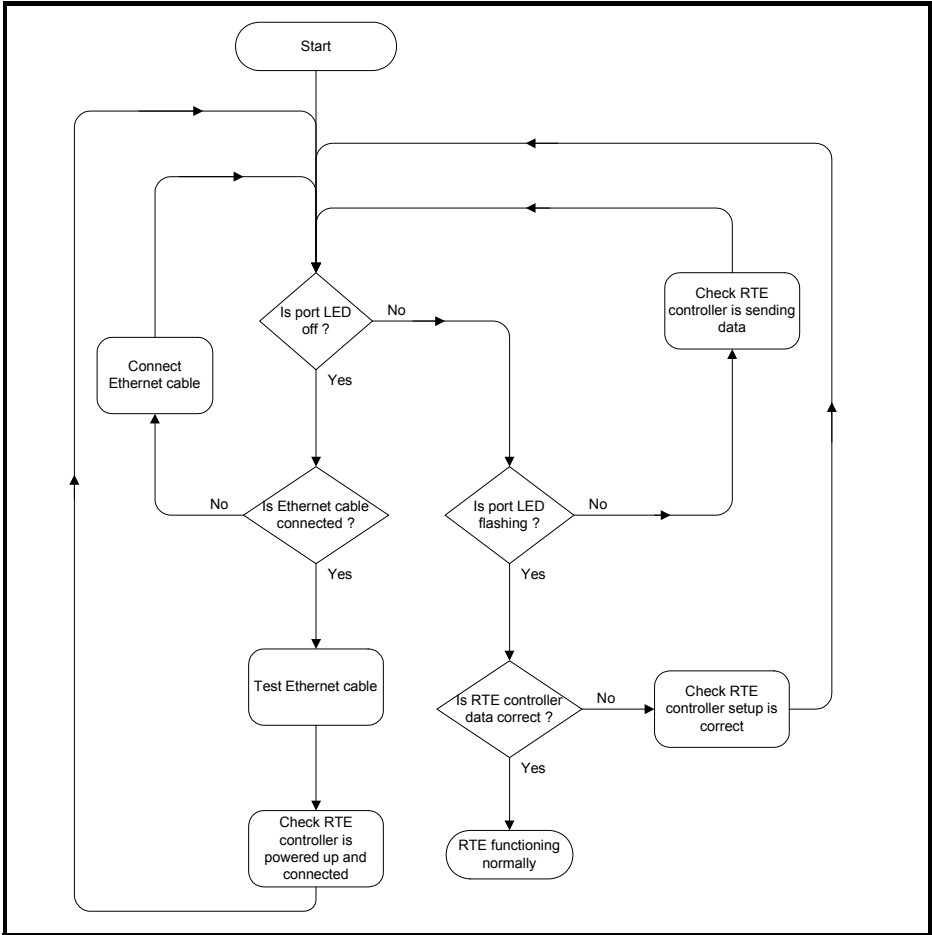 Start
Is port LED
off ?
No
Yes
Check RTE
controller is sending
data
Connect
Ethernet cable
Is Ethernet cable
connected ?
No
Yes
Is port LED
flashing ?
No
Yes
Test Ethernet cable
Is RTE controller
data correct ?
No
Yes
Check RTE
controller setup is
correct
Check RTE
controller is
powered up and
connected
RTE functioning
normally